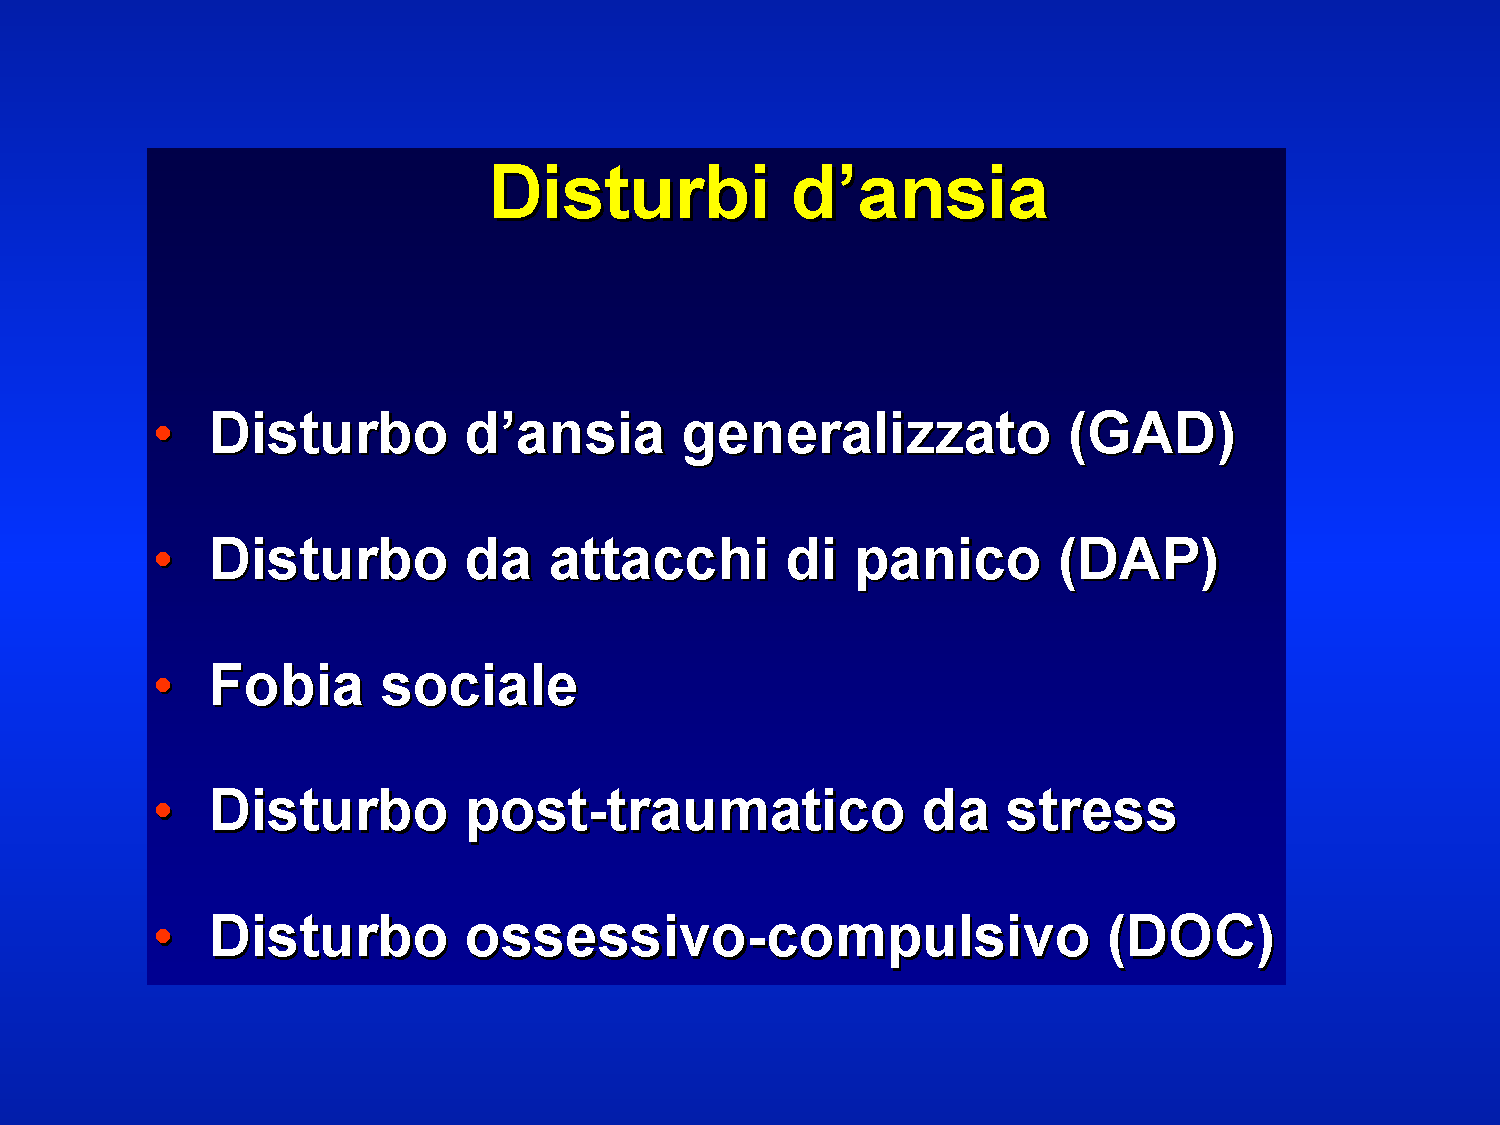 Disturbi d’ansia
• Disturbo d’ansia generalizzato (GAD)
• Disturbo da attacchi di panico (DAP)
• Fobia sociale
• Disturbo post-traumatico da stress
• Disturbo ossessivo-compulsivo (DOC)